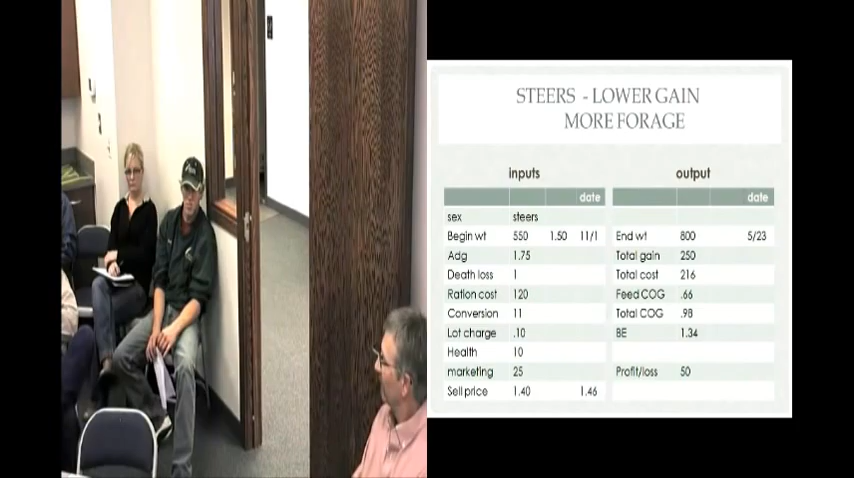 STEERS - LOWER GAIN
MORE FORAGE
inputs
date
sex steers
Begin wt 550 1.50 11/1
Adg 1.75
Death loss 1
Ration cost 120
Conversion 11
Lot charge .10
Health 10
marketing 25
Sell price 1.40 1.46
output
date
End wt 800 5/23
Total gain 250
Total cost 216
Feed COG .66
Total COG .98
BE 1.34
Profit/loss 50